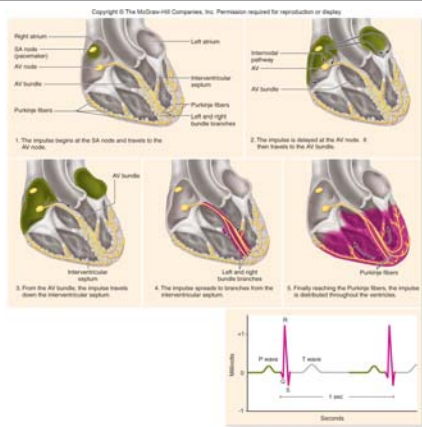 Copyright © The McGraw-Hill Companies, Inc. Permission required for reproduction or display.
Right atrium
SA node
(pacemaker)
AV node
AV bundle
Purkinje fibers
Left atrium
Interventricular
septum
Purkinje fibers
Left and right
bundle branches
1. The impulse begins at the SA node and travels to the
AV node.
Internodal
pathway
AV
AV bundle
2. The impulse is delayed at the AV node. It
then travels to the AV bundle.
AV bundle
Interventricular
septum
3. From the AV bundle, the impulse travels
down the interventricular septum.
Left and right
bundle branches
4. The impulse spreads to branches from the
interventricular septum.
Purkinje fibers
5. Finally reaching the Purkinje fibers, the impulse
is distributed throughout the ventricles.
Millivolts
+1
0
-1
P wave
R
Q
S
T wave
1 sec
Seconds